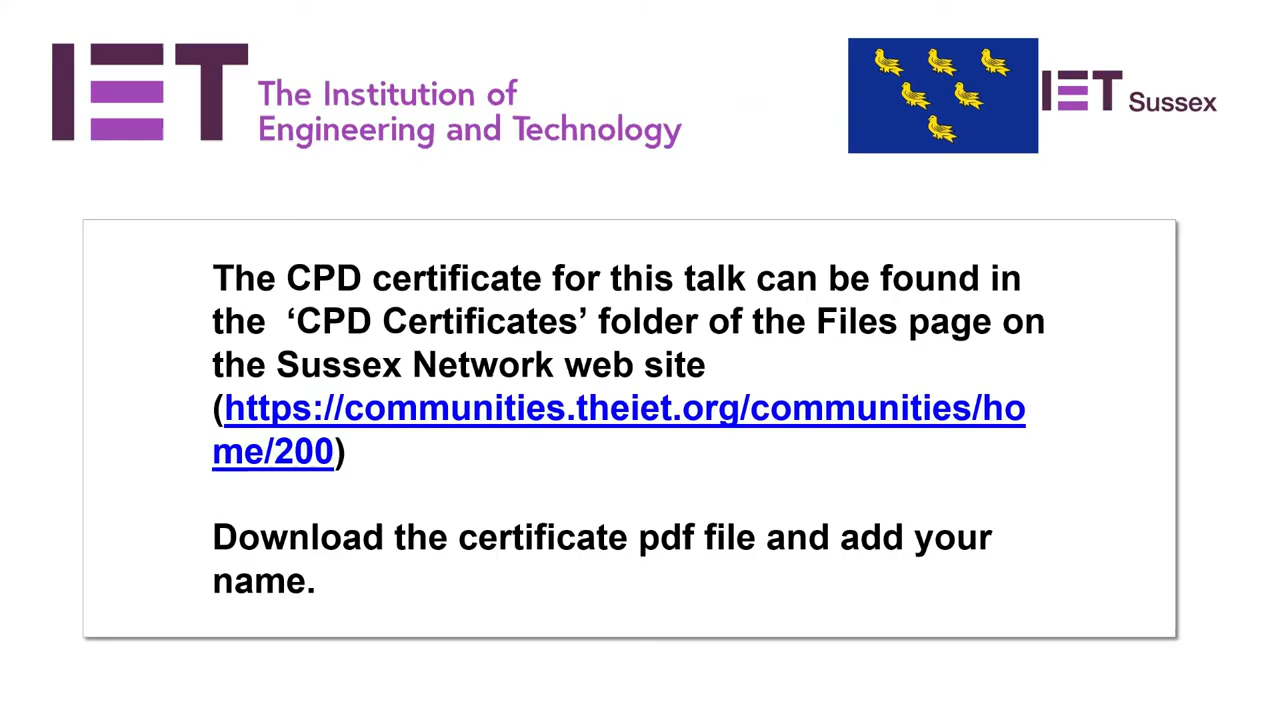 IET
The Institution of
Engineering and Technology
IET Sussex
The CPD certificate for this talk can be found in
the  ‘CPD Certificates’ folder of the Files page on
the Sussex Network web site
(https://communities.theiet.org/communities/ho
me/200)
Download the certificate pdf file and add your
name.